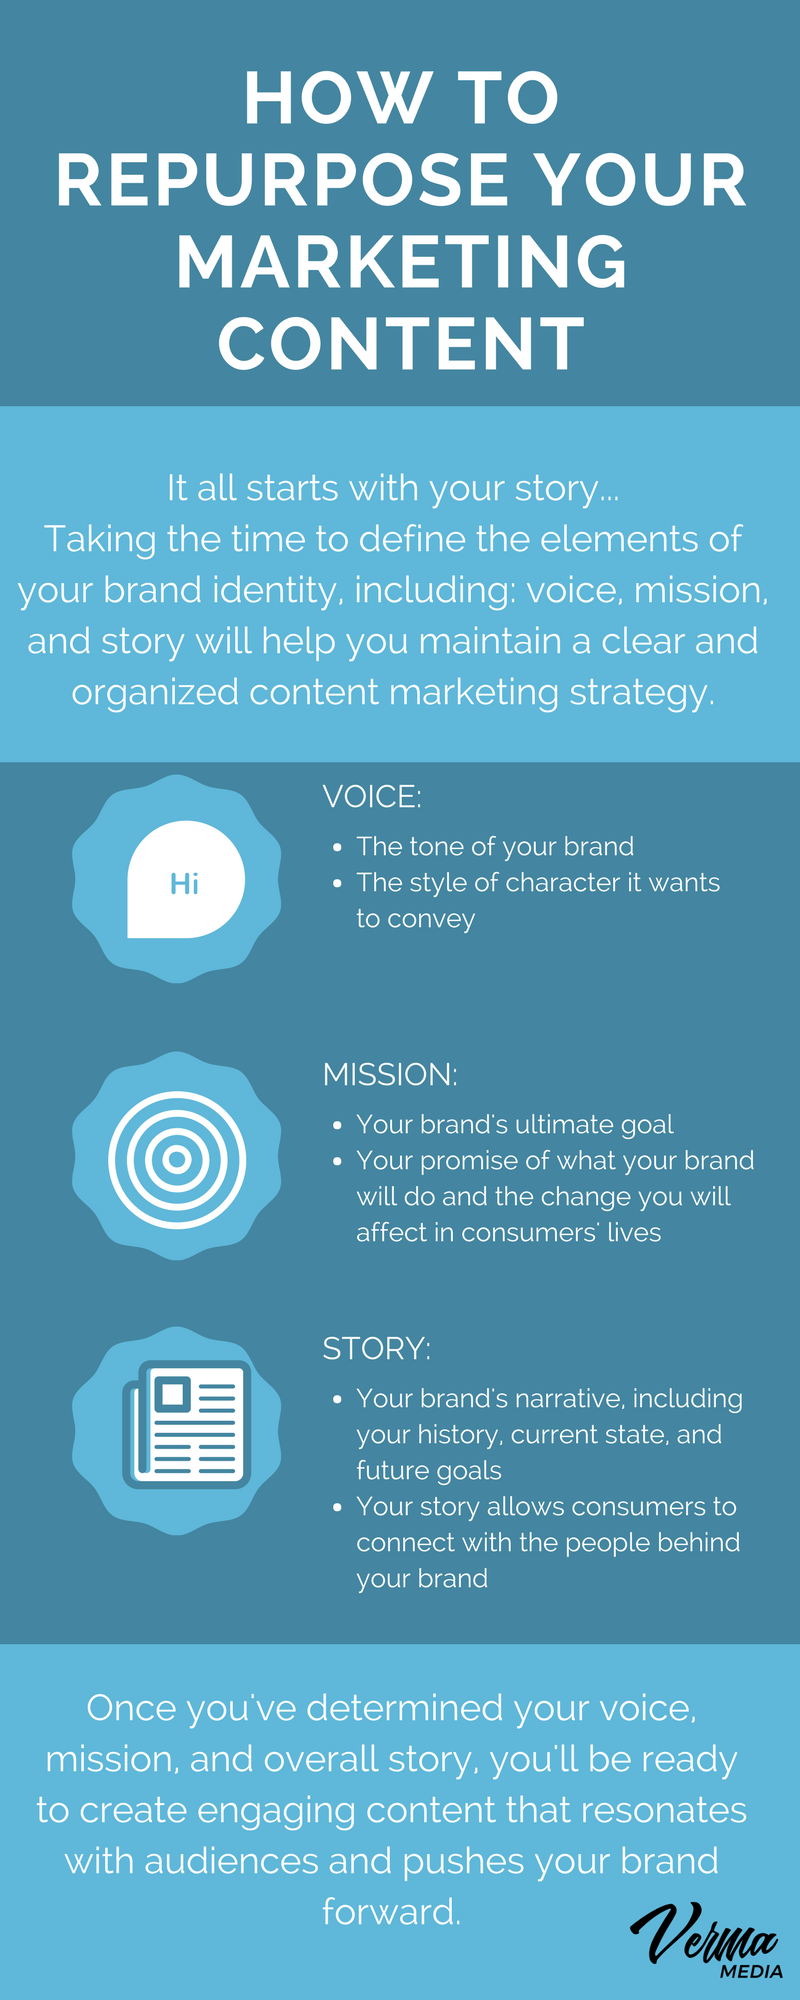 HOW TO
REPURPOSE YOUR
MARKETING
CONTENT
It all starts with your story...
Taking the time to define the elements of
your brand identity, including: voice, mission,
and story will help you maintain a clear and
organized content marketing strategy.
Hi
VOICE:
• The tone of your brand
• The style of character it wants
to convey
MISSION:
• Your brand's ultimate goal
• Your promise of what your brand
will do and the change you will
affect in consumers' lives
STORY:
• Your brand's narrative, including
your history, current state, and
future goals
• Your story allows consumers to
connect with the people behind
your brand
Once you've determined your voice,
mission, and overall story, you'll be ready
to create engaging content that resonates
with audiences and pushes your brand
forward.
Verma
MEDIA